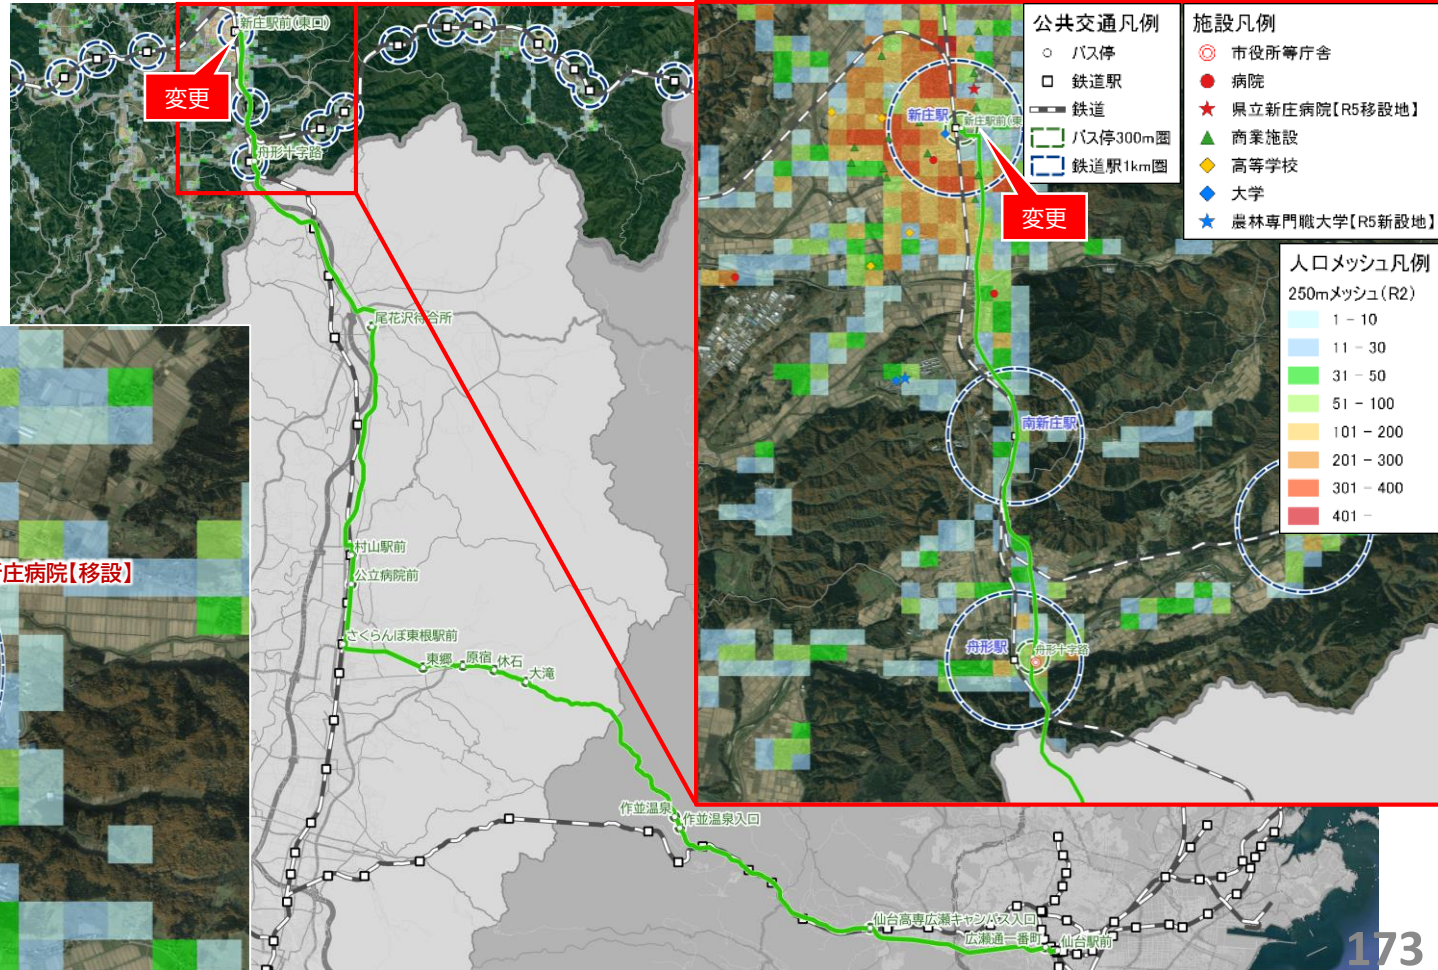 新庄駅前(東口)
変更
舟形十字路
尾花沢待合所
村山駅前
公立病院前
さくらんぼ東根駅前
東郷
原宿
休石
大滝
作並温泉
作並温泉入口
仙台高専広瀬キャンパス入口
広瀬通一番町
仙台駅前
庄病院【移設】
新庄駅
新庄駅前(東
変更
南新庄駅
舟形駅
舟形十字路
公共交通凡例
バス停
鉄道駅
鉄道
バス停300m圏
鉄道駅1km圏
施設凡例
市役所等庁舎
病院
県立新庄病院【R5移設地】
商業施設
高等学校
大学
農林専門職大学【R5新設地】
人口メッシュ凡例
250mメッシュ(R2)
1 - 10
11 - 30
31 - 50
51 - 100
101 - 200
201 - 300
301 - 400
401 -
173